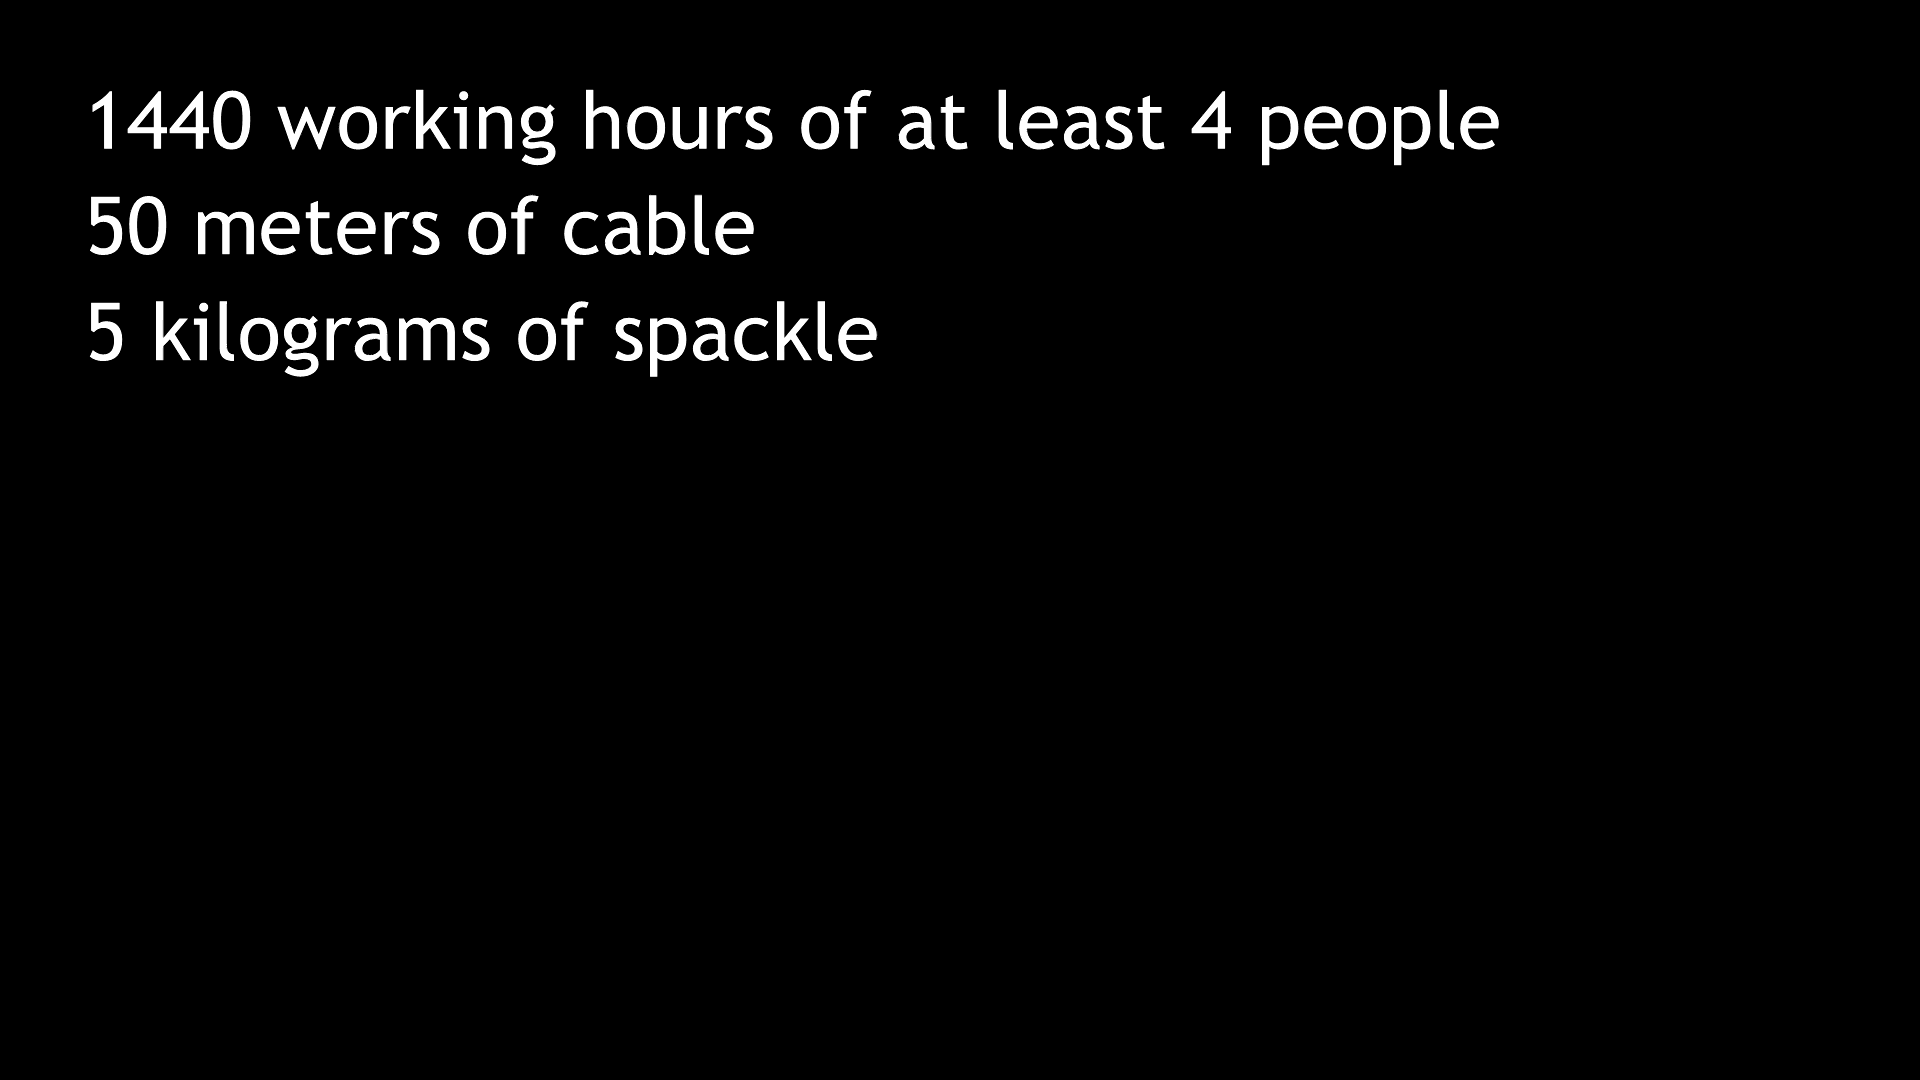 1440 working hours of at least 4 people
50 meters of cable
5 kilograms of spackle